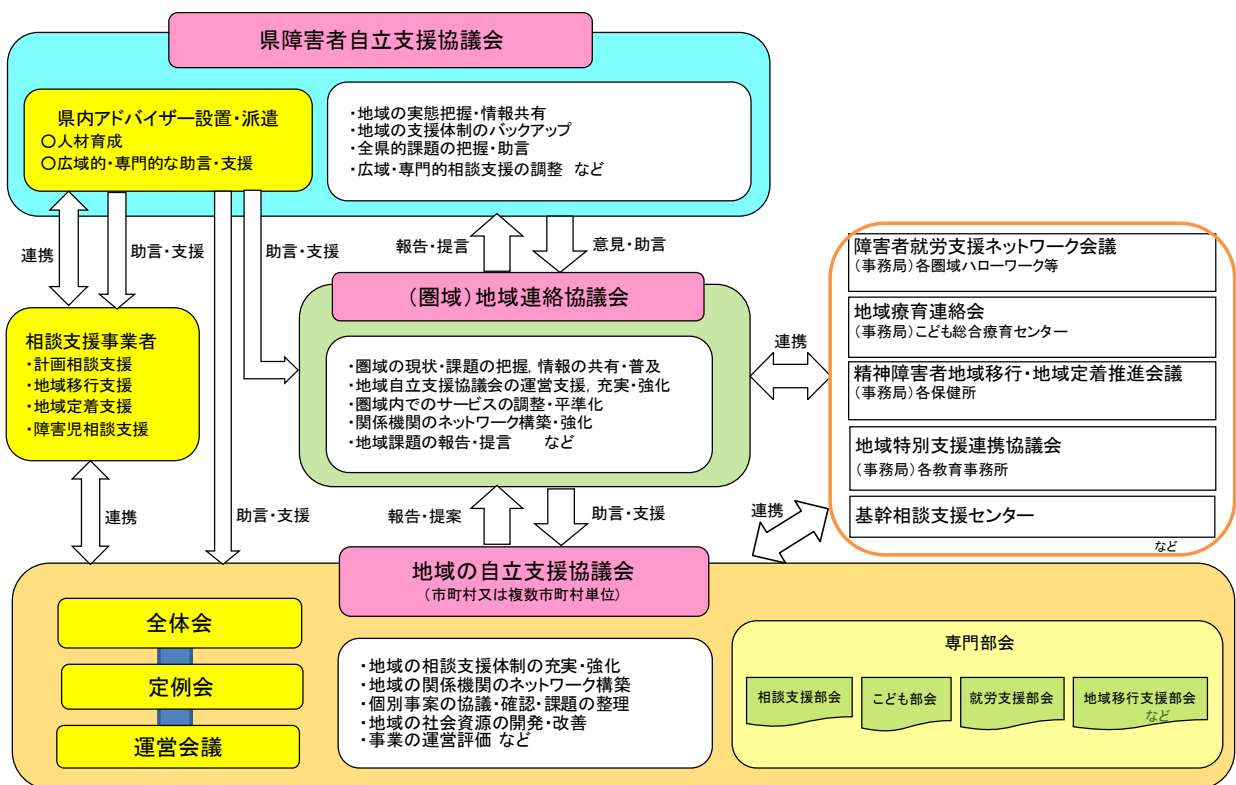 県障害者自立支援協議会
県内アドバイザー設置・派遣
○人材育成
○広域的・専門的な助言・支援
・地域の実態把握・情報共有
・地域の支援体制のバックアップ
・全県的課題の把握・助言
・広域・専門的相談支援の調整 など
連携
助言・支援
助言・支援
報告・提言
意見・助言
相談支援事業者
・計画相談支援
・地域移行支援
・地域定着支援
・障害児相談支援
(圏域)地域連絡協議会
・圏域の現状・課題の把握, 情報の共有・普及
・地域自立支援協議会の運営支援, 充実・強化
・圏域内でのサービスの調整・平準化
・関係機関のネットワーク構築・強化
・地域課題の報告・提言 など
連携
障害者就労支援ネットワーク会議
(事務局)各圏域ハローワーク等
地域療育連絡会
(事務局)こども総合療育センター
精神障害者地域移行・地域定着推進会議
(事務局)各保健所
地域特別支援連携協議会
(事務局)各教育事務所
基幹相談支援センター
など
連携
助言・支援
報告・提案
助言・支援
連携
地域の自立支援協議会
(市町村又は複数市町村単位)
全体会
定例会
運営会議
・地域の相談支援体制の充実・強化
・地域の関係機関のネットワーク構築
・個別事案の協議・確認・課題の整理
・地域の社会資源の開発・改善
・事業の運営評価 など
専門部会
相談支援部会
こども部会
就労支援部会
地域移行支援部会
など